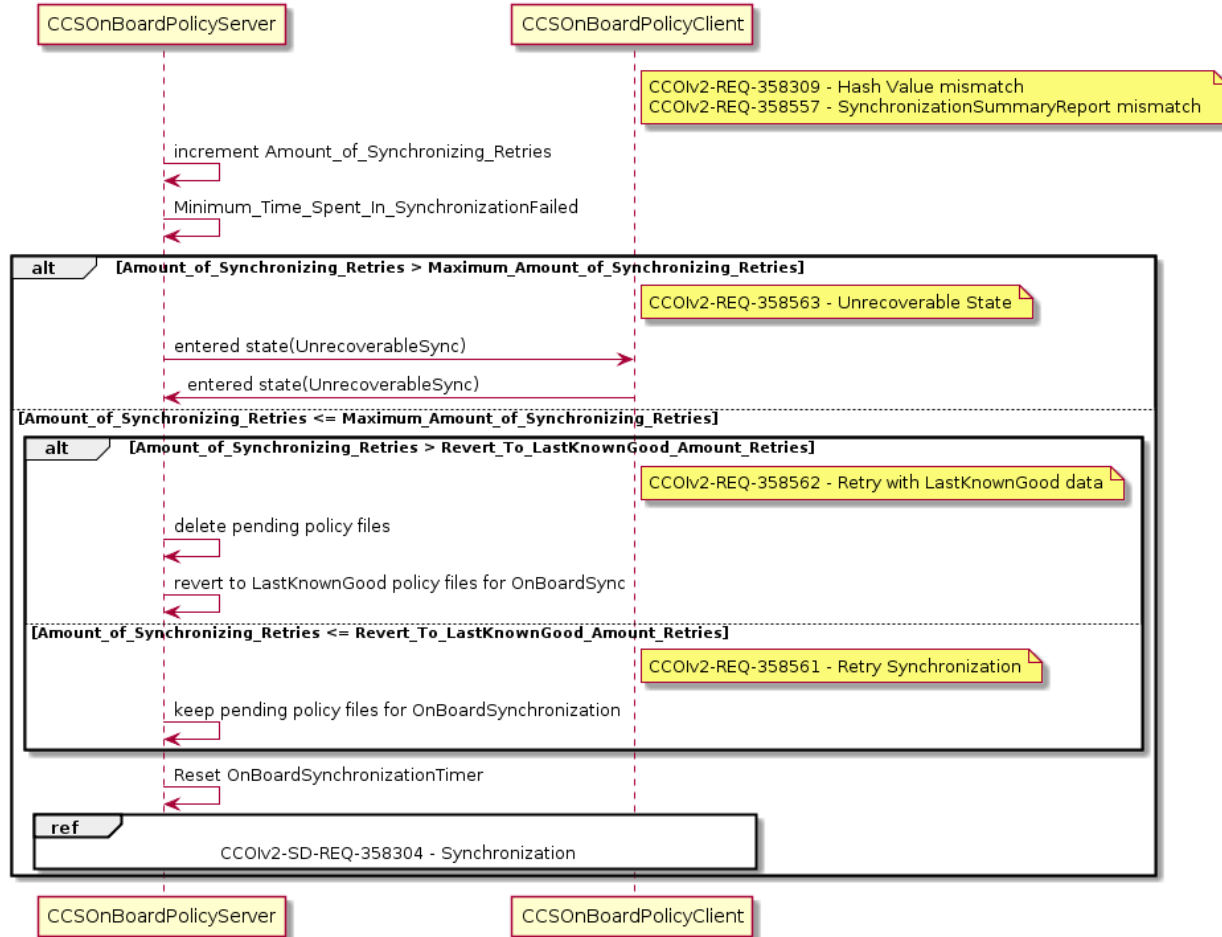 CCSOnBoardPolicyServer
CCSOnBoardPolicyClient
CCOIv2-REQ-358309 - Hash Value mismatch
CCOIv2-REQ-358557 - SynchronizationSummaryReport mismatch
increment Amount_of_Synchronizing_Retries
Minimum_Time_Spent_In_SynchronizationFailed
alt [Amount_of_Synchronizing_Retries > Maximum_Amount_of_Synchronizing_Retries]
CCOIv2-REQ-358563 - Unrecoverable State
entered state(UnrecoverableSync)
entered state(UnrecoverableSync)
[Amount_of_Synchronizing_Retries <= Maximum_Amount_of_Synchronizing_Retries]
alt [Amount_of_Synchronizing_Retries > Revert_To_LastKnownGood_Amount_Retries]
CCOIv2-REQ-358562 - Retry with LastKnownGood data
delete pending policy files
revert to LastKnownGood policy files for OnBoardSync
[Amount_of_Synchronizing_Retries <= Revert_To_LastKnownGood_Amount_Retries]
CCOIv2-REQ-358561 - Retry Synchronization
keep pending policy files for OnBoardSynchronization
Reset OnBoardSynchronizationTimer
ref
CCOIv2-SD-REQ-358304 - Synchronization
CCSOnBoardPolicyServer
CCSOnBoardPolicyClient